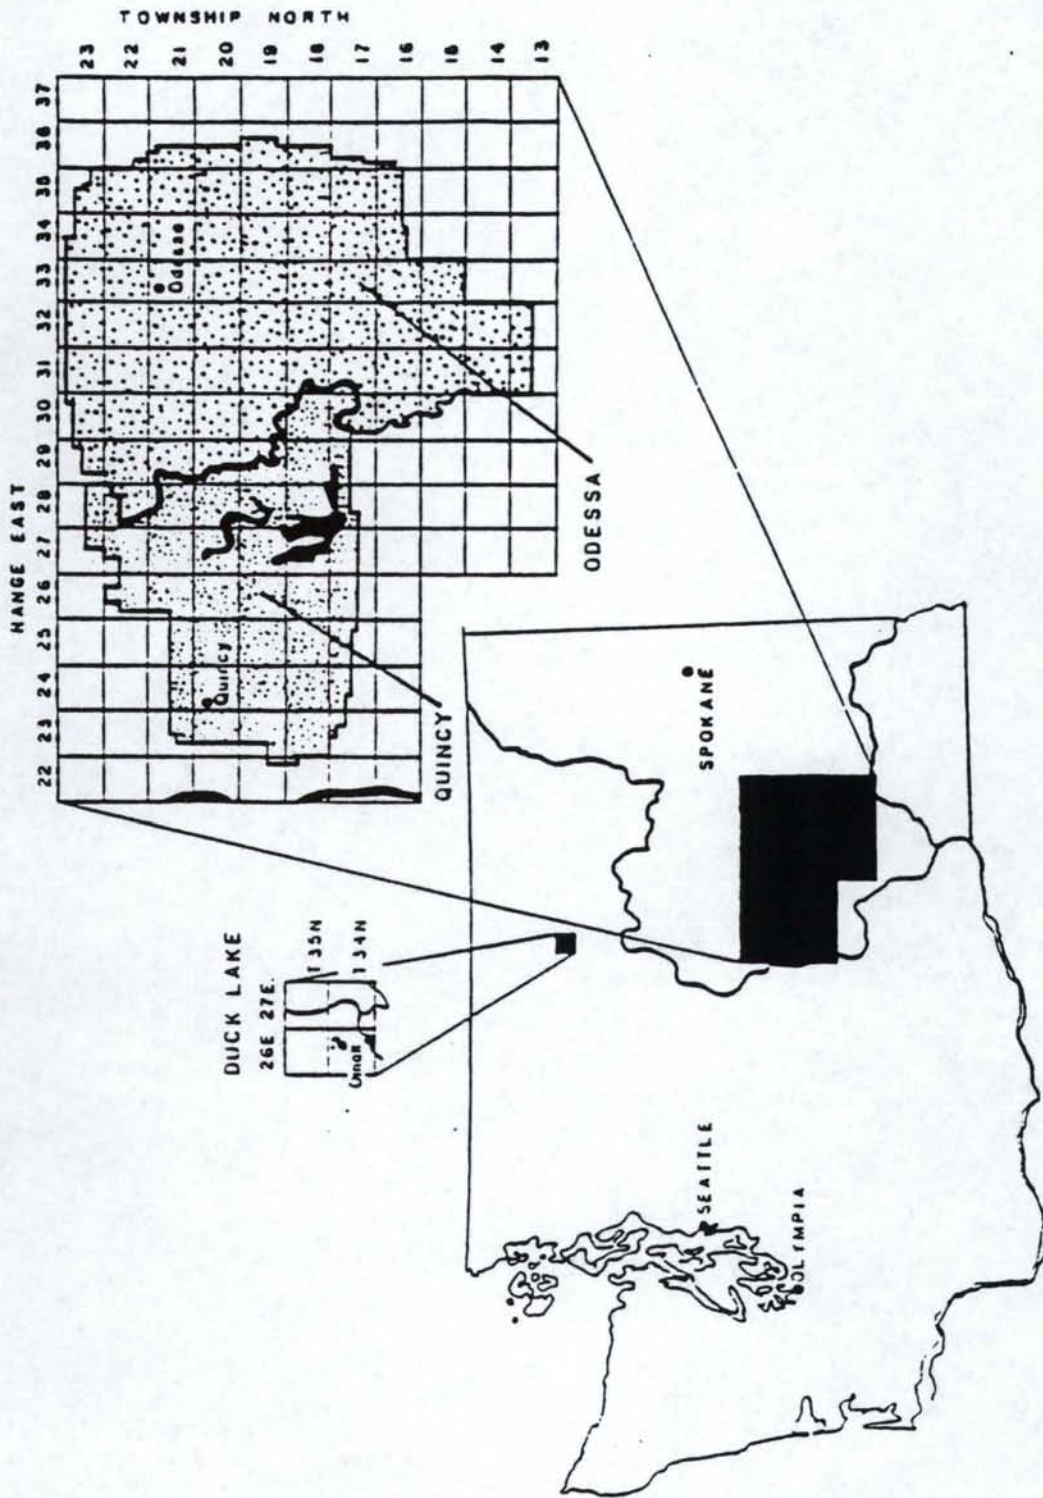 TOWNSHIP NORTH
23 22 21 20 19 18 17 16 15 14 13
RANGE EAST
22 23 24 25 26 27 28 29 30 31 32 33 34 35 36 37
Odessa
Quincy
ODESSA
QUINCY
DUCK LAKE
26E 27E.
T 35N
T 34N
Omak
SPOKANE
SEATTLE
OLYMPIA